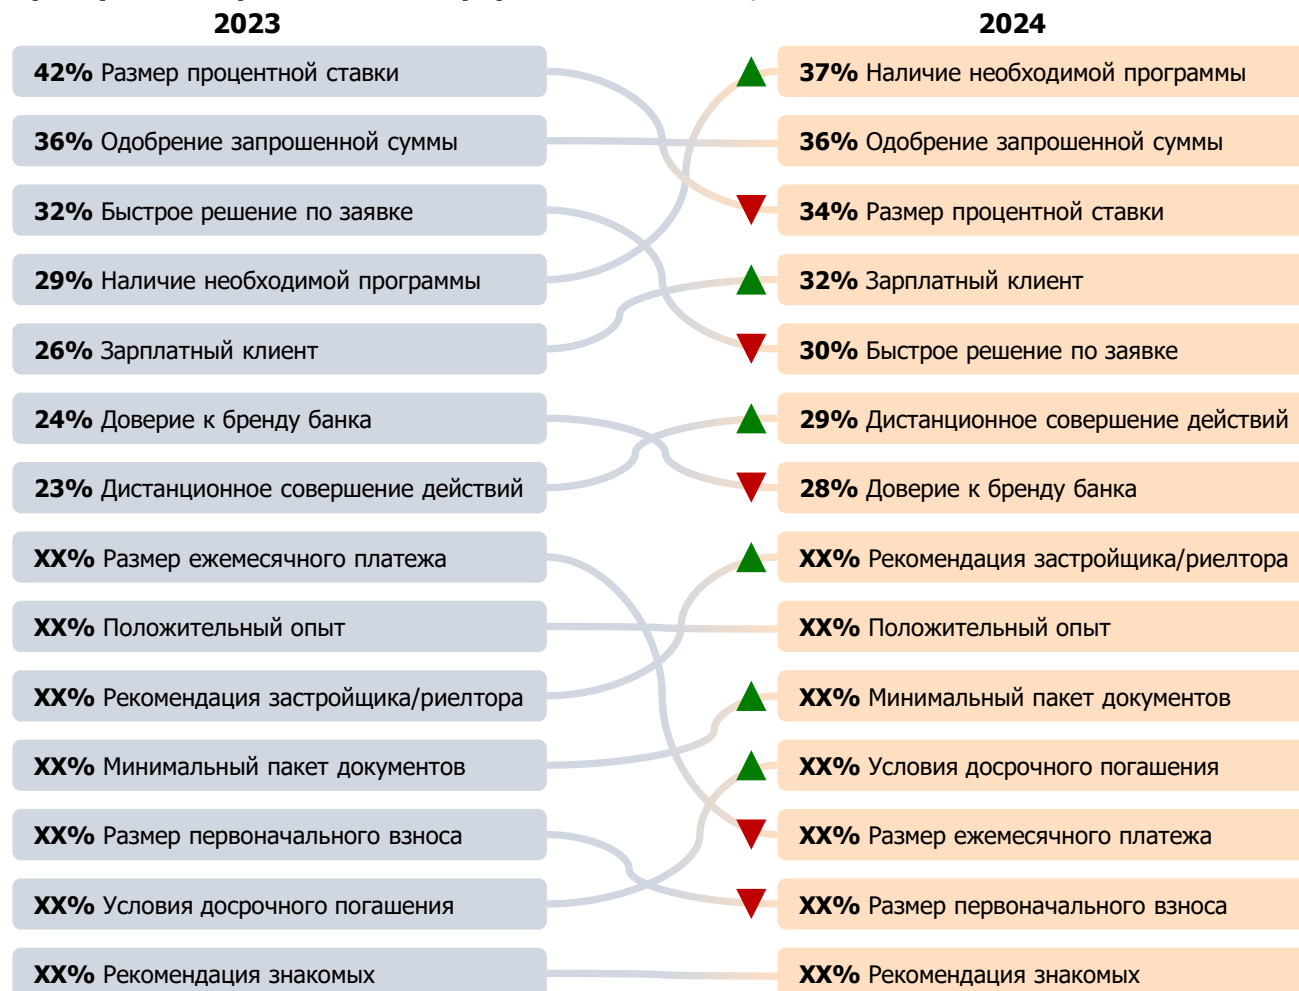 2023
2024
42% Размер процентной ставки
37% Наличие необходимой программы
36% Одобрение запрошенной суммы
36% Одобрение запрошенной суммы
32% Быстрое решение по заявке
34% Размер процентной ставки
29% Наличие необходимой программы
32% Зарплатный клиент
26% Зарплатный клиент
30% Быстрое решение по заявке
24% Доверие к бренду банка
29% Дистанционное совершение действий
23% Дистанционное совершение действий
28% Доверие к бренду банка
XX% Размер ежемесячного платежа
XX% Рекомендация застройщика/риелтора
XX% Положительный опыт
XX% Положительный опыт
XX% Рекомендация застройщика/риелтора
XX% Минимальный пакет документов
XX% Минимальный пакет документов
XX% Условия досрочного погашения
XX% Размер первоначального взноса
XX% Размер ежемесячного платежа
XX% Условия досрочного погашения
XX% Размер первоначального взноса
XX% Рекомендация знакомых
XX% Рекомендация знакомых